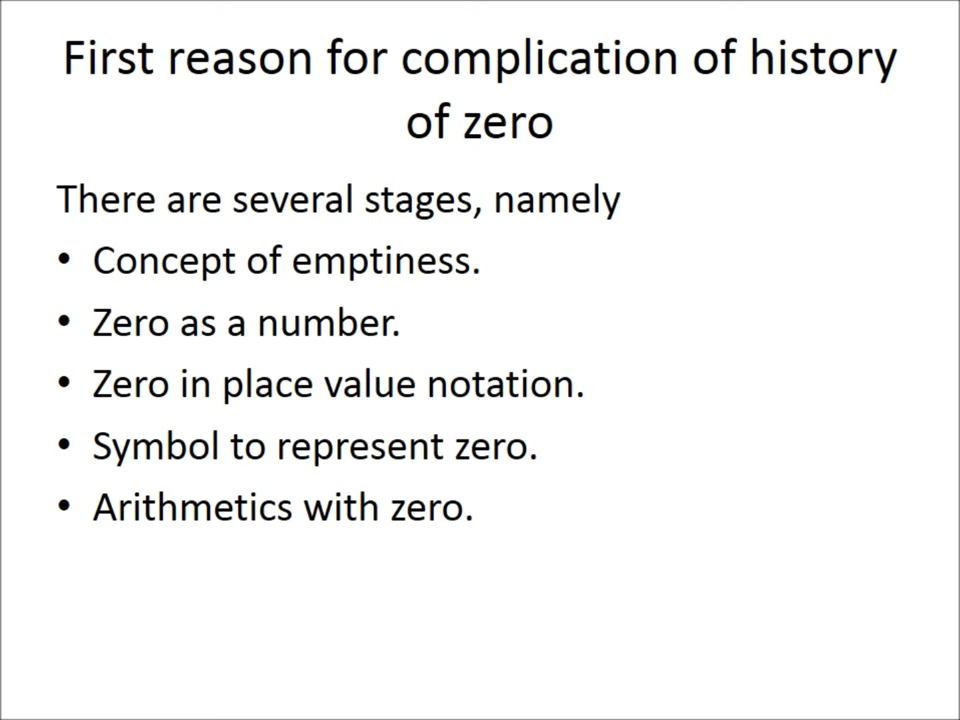 First reason for complication of history
of zero
There are several stages, namely
• Concept of emptiness.
• Zero as a number.
• Zero in place value notation.
• Symbol to represent zero.
• Arithmetics with zero.